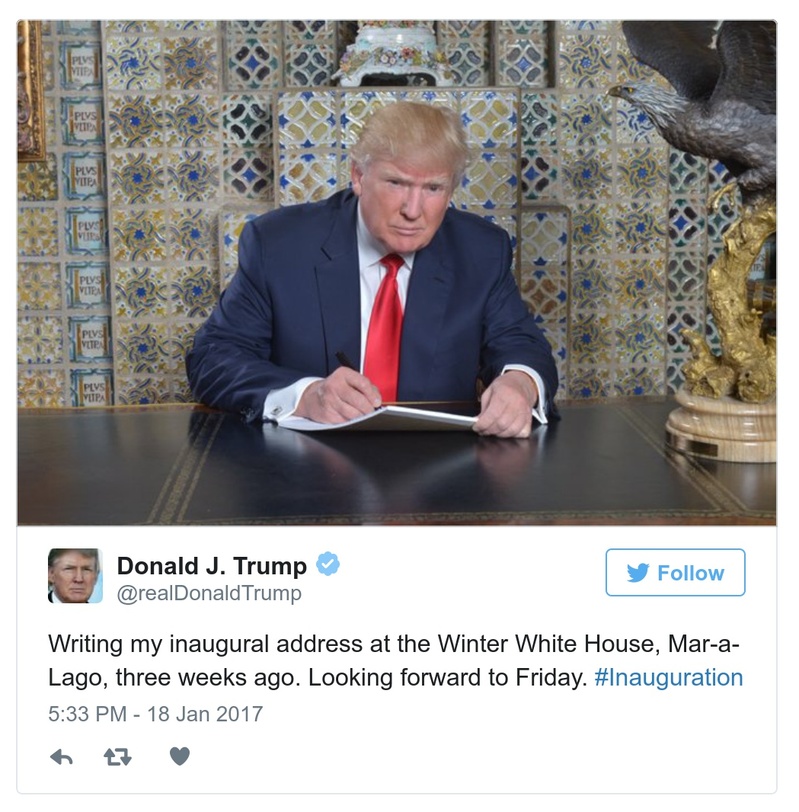 PLVS
VLTRA
PLVS
VLTRA
PLVS
VLTRA
PLVS
VLTRA
PLVS
VLTRA
PLVS
VLTRA
PLVS
VLTRA
Donald J. Trump
@realDonaldTrump
Follow
Writing my inaugural address at the Winter White House, Mar-a-
Lago, three weeks ago. Looking forward to Friday. #Inauguration
5:33 PM - 18 Jan 2017